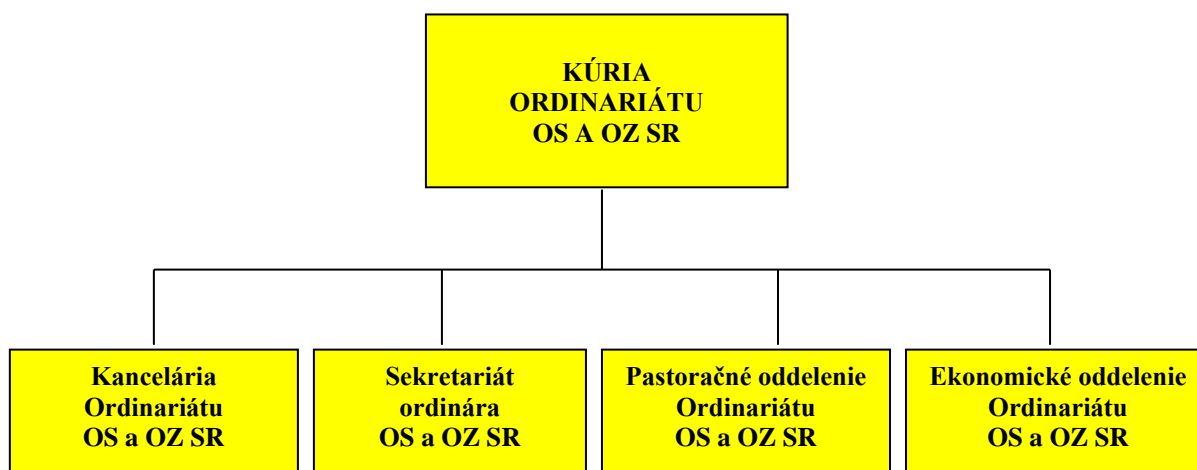 KÚRIA
ORDINARIÁTU
OS A OZ SR
Kancelária
Ordinariátu
OS a OZ SR
Sekretariát
ordinára
OS a OZ SR
Pastoračné oddelenie
Ordinariátu
OS a OZ SR
Ekonomické oddelenie
Ordinariátu
OS a OZ SR